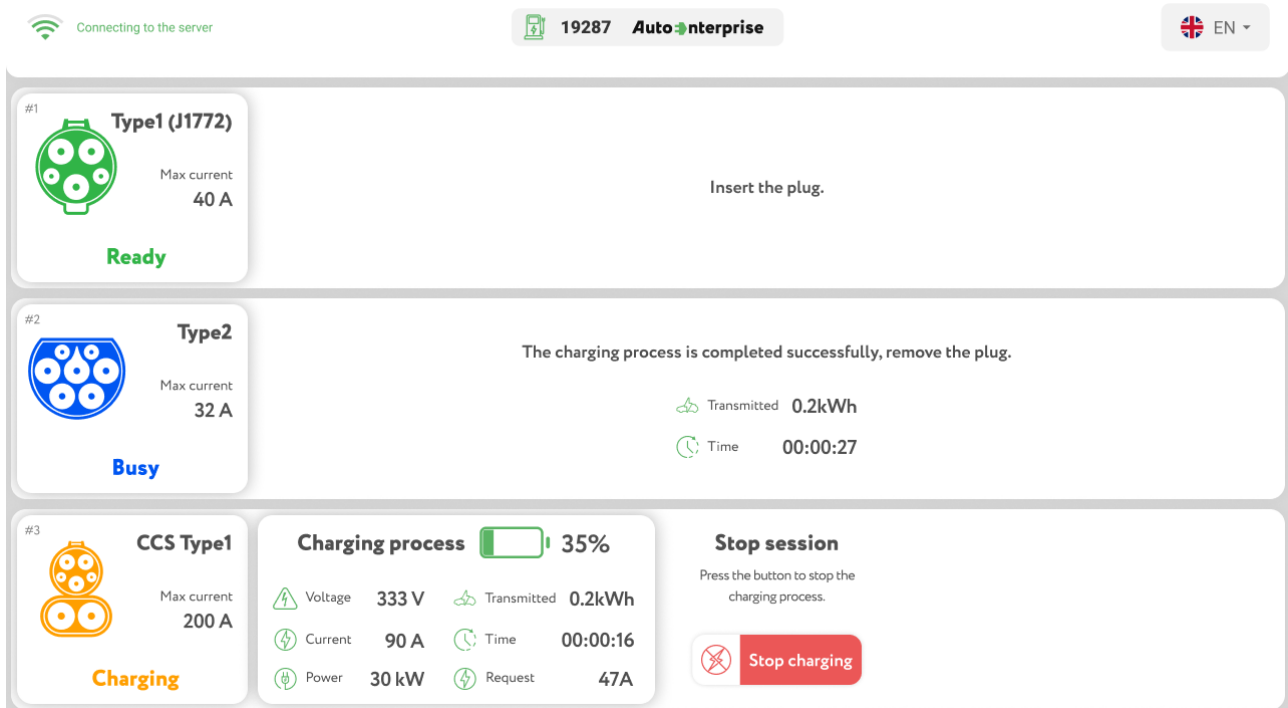 Connecting to the server
19287 Auto nterprise
EN
#1
Type1 (J1772)
Max current
40 A
Ready
Insert the plug.
#2
Type2
Max current
32 A
Busy
The charging process is completed successfully, remove the plug.
Transmitted 0.2kWh
Time 00:00:27
#3
CCS Type1
Max current
200 A
Charging
Charging process 35%
Voltage 333 V Transmitted 0.2kWh
Current 90 A Time 00:00:16
Power 30 kW Request 47A
Stop session
Press the button to stop the
charging process.
Stop charging